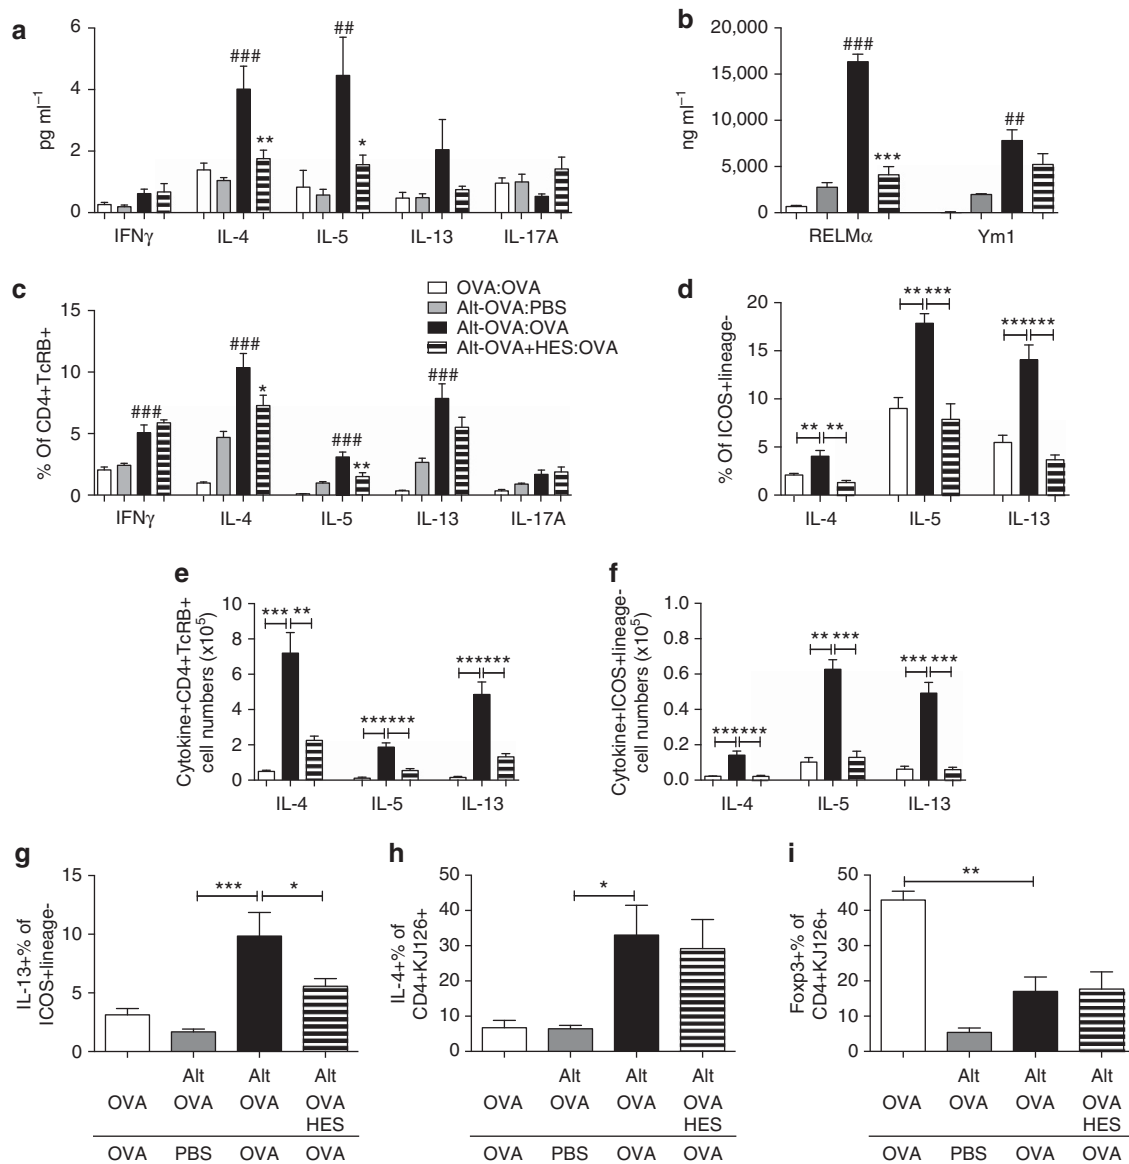 a
pg ml−1
6
4
2
0
###
**
##
*
IFNγ IL-4 IL-5 IL-13 IL-17A
b
ng ml−1
20,000
15,000
10,000
5,000
0
###
***
##
RELMα Ym1
c
% Of CD4+TcRB+
15
10
5
0
OVA:OVA
Alt-OVA:PBS
Alt-OVA:OVA
Alt-OVA+HES:OVA
###
###
*
###
**
###
IFNγ IL-4 IL-5 IL-13 IL-17A
d
% Of ICOS+lineage-
20
15
10
5
0
** **
** ***
*** ***
IL-4 IL-5 IL-13
e
Cytokine+CD4+TcRB+
cell numbers (x10⁵)
10
8
6
4
2
0
*** **
*** ***
*** ***
IL-4 IL-5 IL-13
f
Cytokine+ICOS+lineage-
cell numbers (x10⁵)
1.0
0.8
0.6
0.4
0.2
0.0
*** ***
** ***
*** ***
IL-4 IL-5 IL-13
g
IL-13+% of
ICOS+lineage-
15
10
5
0
*** *
Alt Alt Alt
OVA OVA OVA OVA
HES
OVA PBS OVA OVA
h
IL-4+% of
CD4+KJ126+
50
40
30
20
10
0
*
Alt Alt Alt
OVA OVA OVA OVA
HES
OVA PBS OVA OVA
i
Foxp3+% of
CD4+KJ126+
50
40
30
20
10
0
**
Alt Alt Alt
OVA OVA OVA OVA
HES
OVA PBS OVA OVA